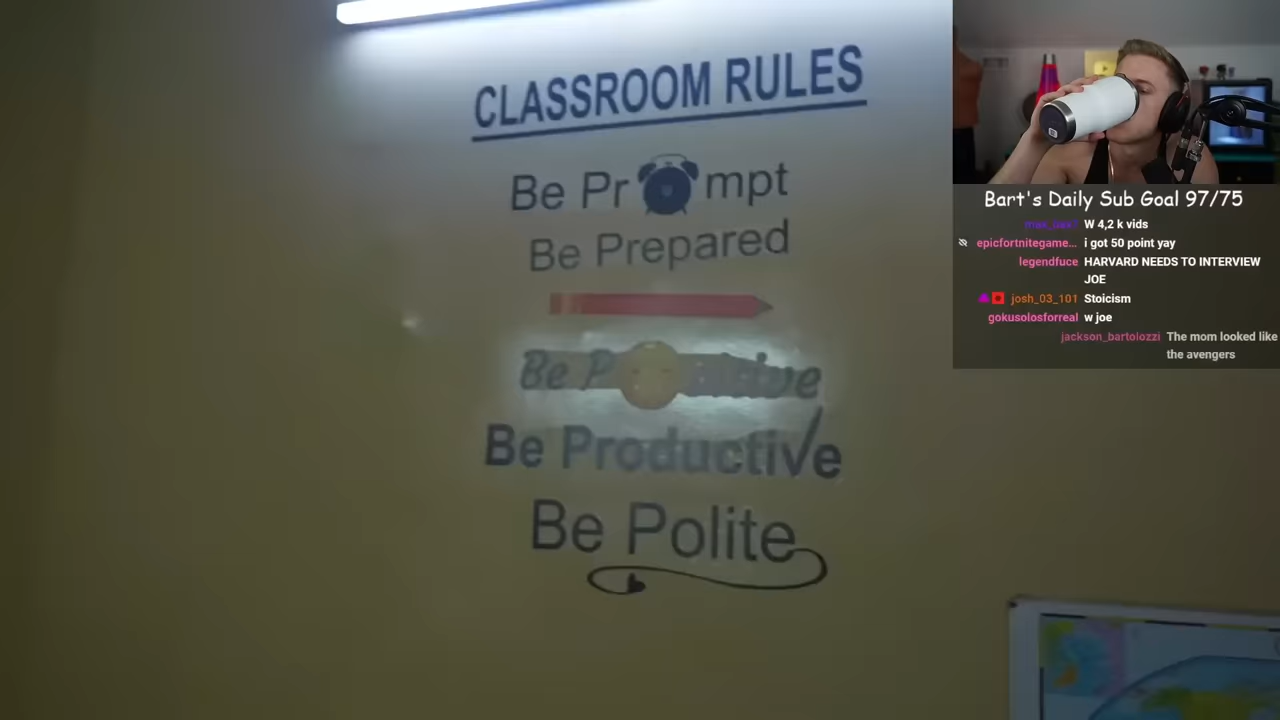 CLASSROOM RULES
Be Prompt
Be Prepared
Be
Be Productive
Be Polite
Bart's Daily Sub Goal 97/75
W 4,2 k vids
epicfortnitegame... i got 50 point yay
legendfuce HARVARD NEEDS TO INTERVIEW
JOE
josh_03_101 Stoicism
gokusolosforreal w joe
jackson_bartolozzi The mom looked like
the avengers